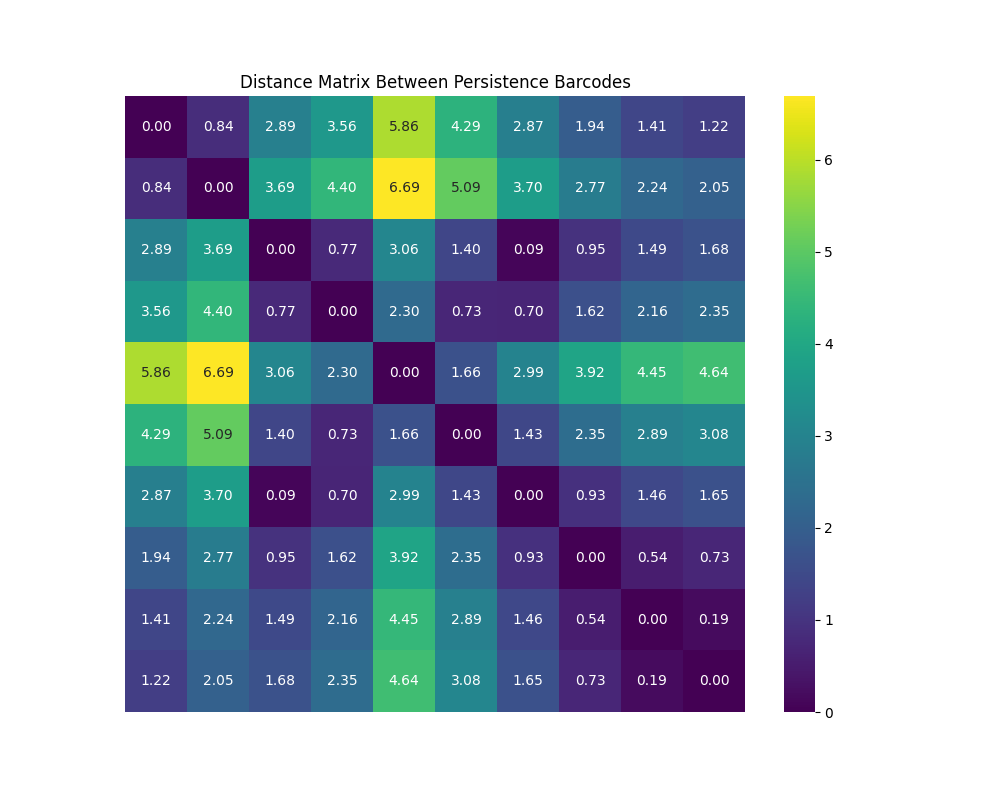 Distance Matrix Between Persistence Barcodes
0.00 0.84 2.89 3.56 5.86 4.29 2.87 1.94 1.41 1.22
0.84 0.00 3.69 4.40 6.69 5.09 3.70 2.77 2.24 2.05
2.89 3.69 0.00 0.77 3.06 1.40 0.09 0.95 1.49 1.68
3.56 4.40 0.77 0.00 2.30 0.73 0.70 1.62 2.16 2.35
5.86 6.69 3.06 2.30 0.00 1.66 2.99 3.92 4.45 4.64
4.29 5.09 1.40 0.73 1.66 0.00 1.43 2.35 2.89 3.08
2.87 3.70 0.09 0.70 2.99 1.43 0.00 0.93 1.46 1.65
1.94 2.77 0.95 1.62 3.92 2.35 0.93 0.00 0.54 0.73
1.41 2.24 1.49 2.16 4.45 2.89 1.46 0.54 0.00 0.19
1.22 2.05 1.68 2.35 4.64 3.08 1.65 0.73 0.19 0.00
6
5
4
3
2
1
0